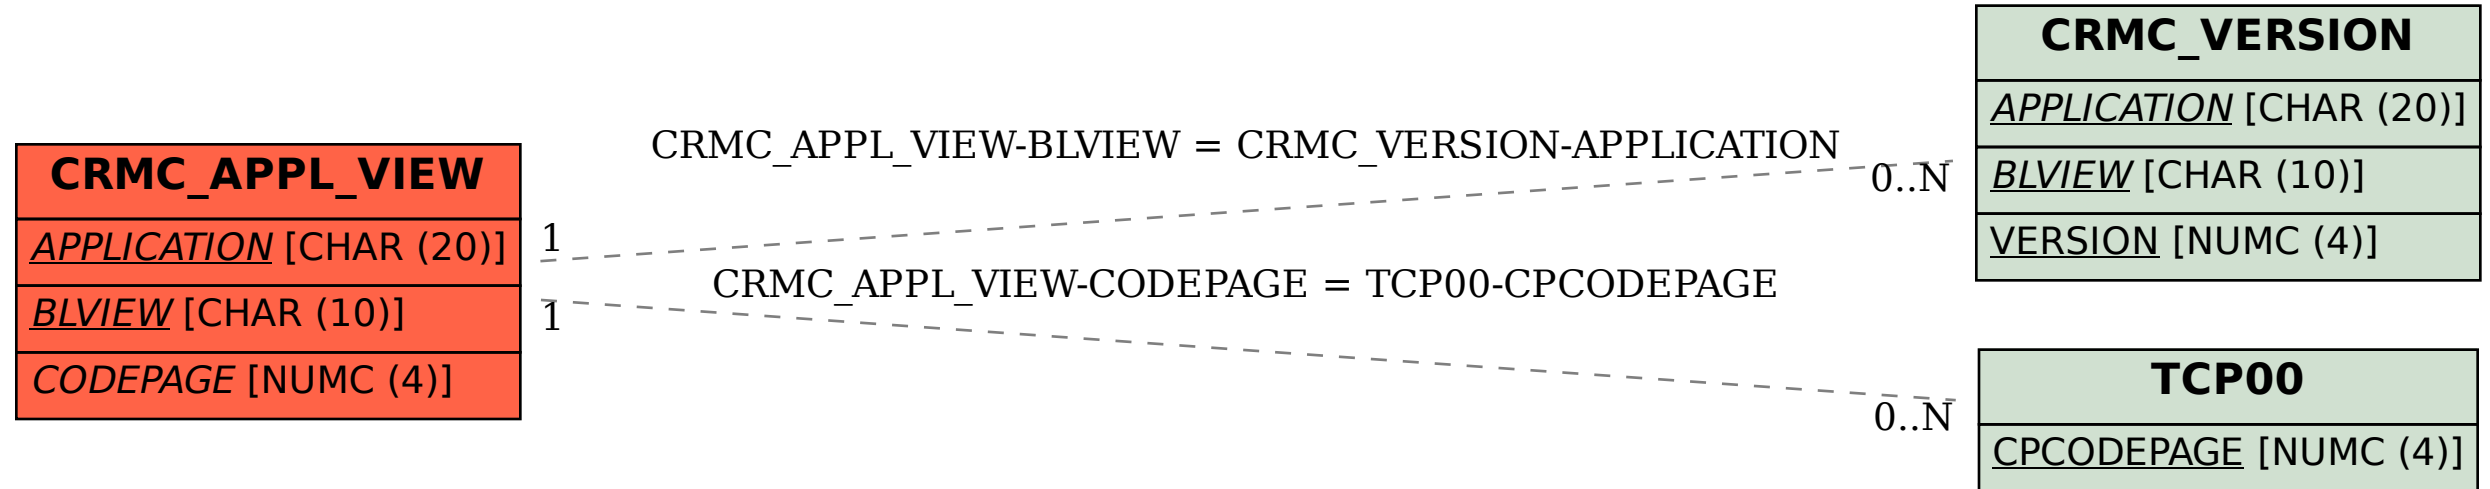 CRMC_APPL_VIEW
APPLICATION [CHAR (20)]
BLVIEW [CHAR (10)]
CODEPAGE [NUMC (4)]
CRMC_APPL_VIEW-BLVIEW = CRMC_VERSION-APPLICATION
1
0..N
CRMC_APPL_VIEW-CODEPAGE = TCP00-CPCODEPAGE
1
0..N
CRMC_VERSION
APPLICATION [CHAR (20)]
BLVIEW [CHAR (10)]
VERSION [NUMC (4)]
TCP00
CPCODEPAGE [NUMC (4)]